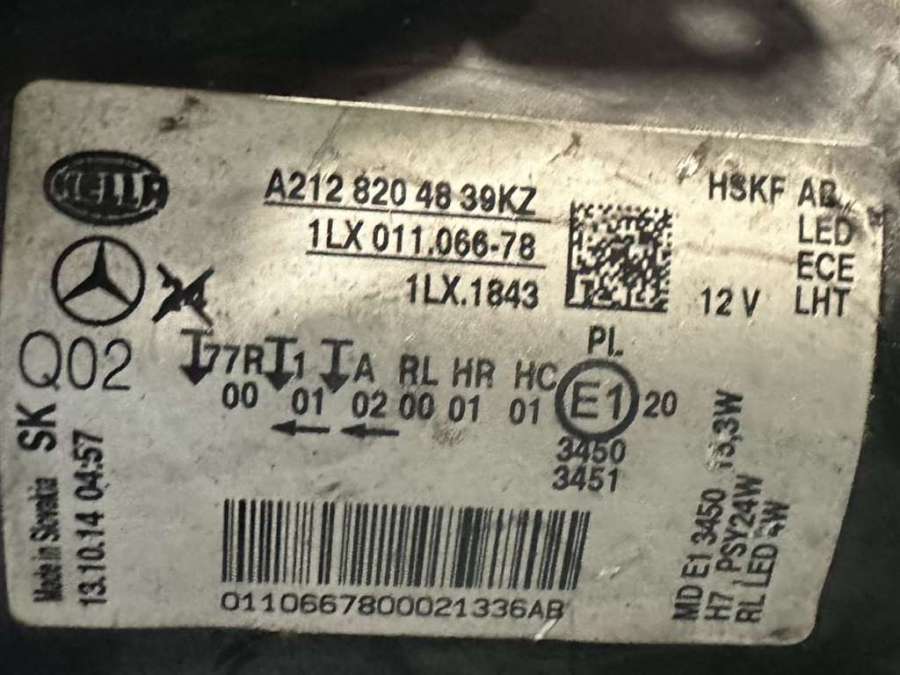 HELLA
A212 820 48 39KZ
1LX 011.066-78
1LX.1843
HSKF AB
LED
ECE
12 V LHT
Q02
77R 1 A RL HR HC PL
00 01 02 00 01 01 E1 20
3450
3451
SK
Made in Slovakia
13.10.14 04:57
0110667800021336AB
MD E1 3450
H7 PSY24W
RL LED